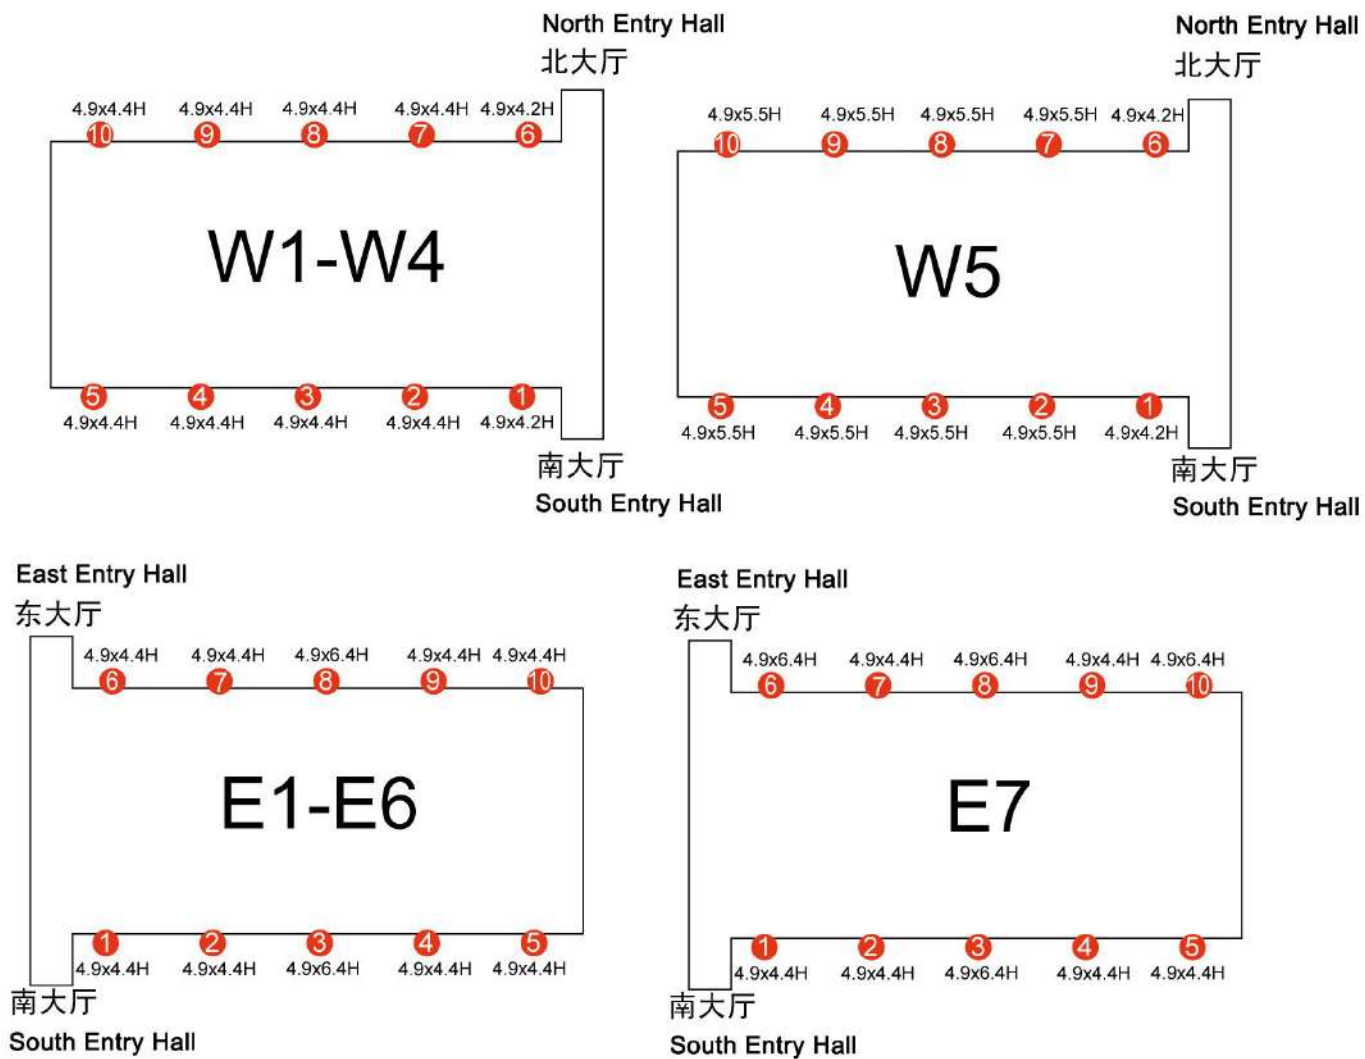 North Entry Hall
北大厅
4.9x4.4H 4.9x4.4H 4.9x4.4H 4.9x4.4H 4.9x4.2H
10 9 8 7 6
W1-W4
5 4 3 2 1
4.9x4.4H 4.9x4.4H 4.9x4.4H 4.9x4.4H 4.9x4.2H
南大厅
South Entry Hall
North Entry Hall
北大厅
4.9x5.5H 4.9x5.5H 4.9x5.5H 4.9x5.5H 4.9x4.2H
10 9 8 7 6
W5
5 4 3 2 1
4.9x5.5H 4.9x5.5H 4.9x5.5H 4.9x5.5H 4.9x4.2H
南大厅
South Entry Hall
East Entry Hall
东大厅
4.9x4.4H 4.9x4.4H 4.9x6.4H 4.9x4.4H 4.9x4.4H
6 7 8 9 10
E1-E6
1 2 3 4 5
4.9x4.4H 4.9x4.4H 4.9x6.4H 4.9x4.4H 4.9x4.4H
南大厅
South Entry Hall
East Entry Hall
东大厅
4.9x6.4H 4.9x4.4H 4.9x6.4H 4.9x4.4H 4.9x6.4H
6 7 8 9 10
E7
1 2 3 4 5
4.9x4.4H 4.9x4.4H 4.9x6.4H 4.9x4.4H 4.9x4.4H
南大厅
South Entry Hall